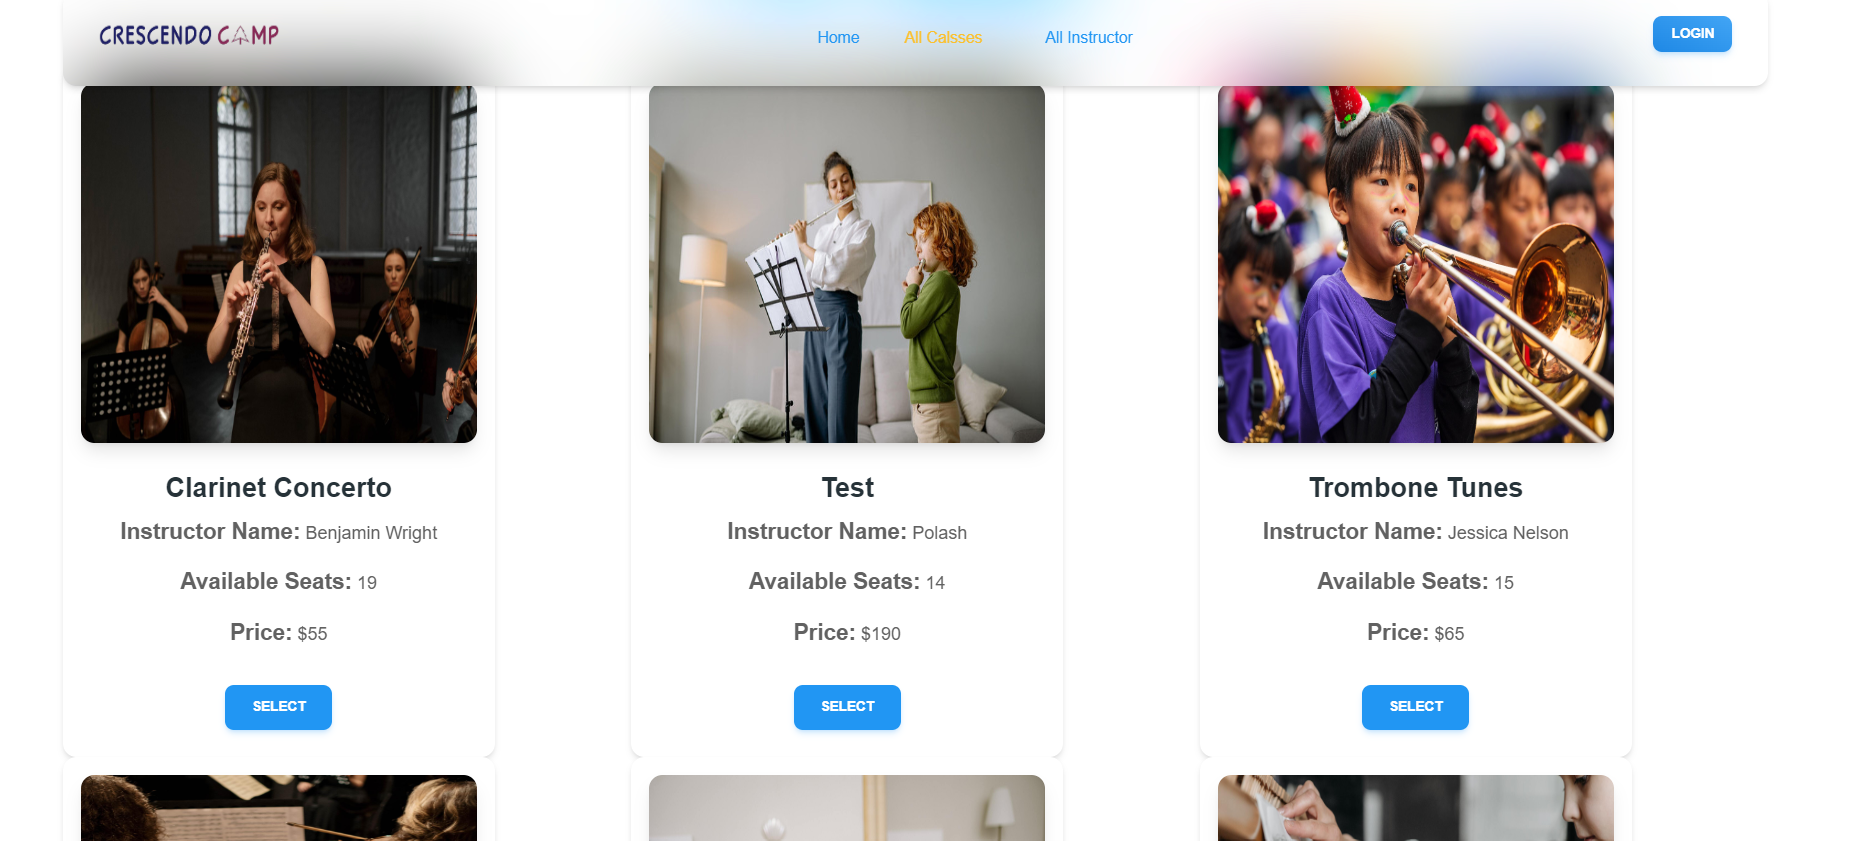 CRESCENDO CAMP
Home
All Calsses
All Instructor
LOGIN
Clarinet Concerto
Instructor Name: Benjamin Wright
Available Seats: 19
Price: $55
SELECT
Test
Instructor Name: Polash
Available Seats: 14
Price: $190
SELECT
Trombone Tunes
Instructor Name: Jessica Nelson
Available Seats: 15
Price: $65
SELECT